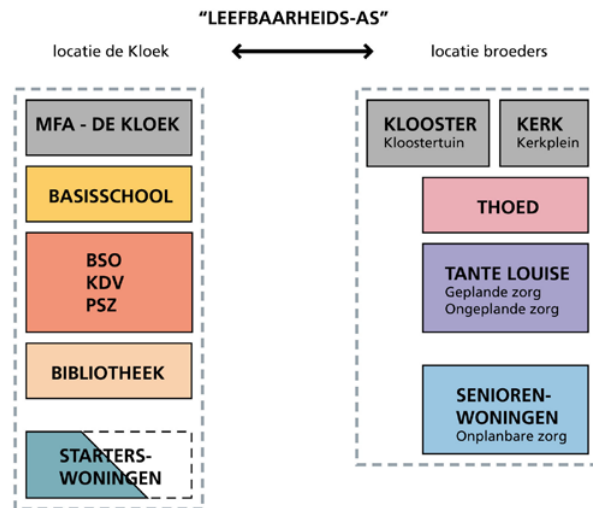 “LEEFBAARHEIDS-AS”
locatie de Kloek
locatie broeders
MFA - DE KLOEK
BASISSCHOOL
BSO
KDV
PSZ
BIBLIOTHEEK
STARTERS-
WONINGEN
KLOOSTER
Kloostertuin
KERK
Kerkplein
THOED
TANTE LOUISE
Geplande zorg
Ongeplande zorg
SENIOREN-
WONINGEN
Onplanbare zorg